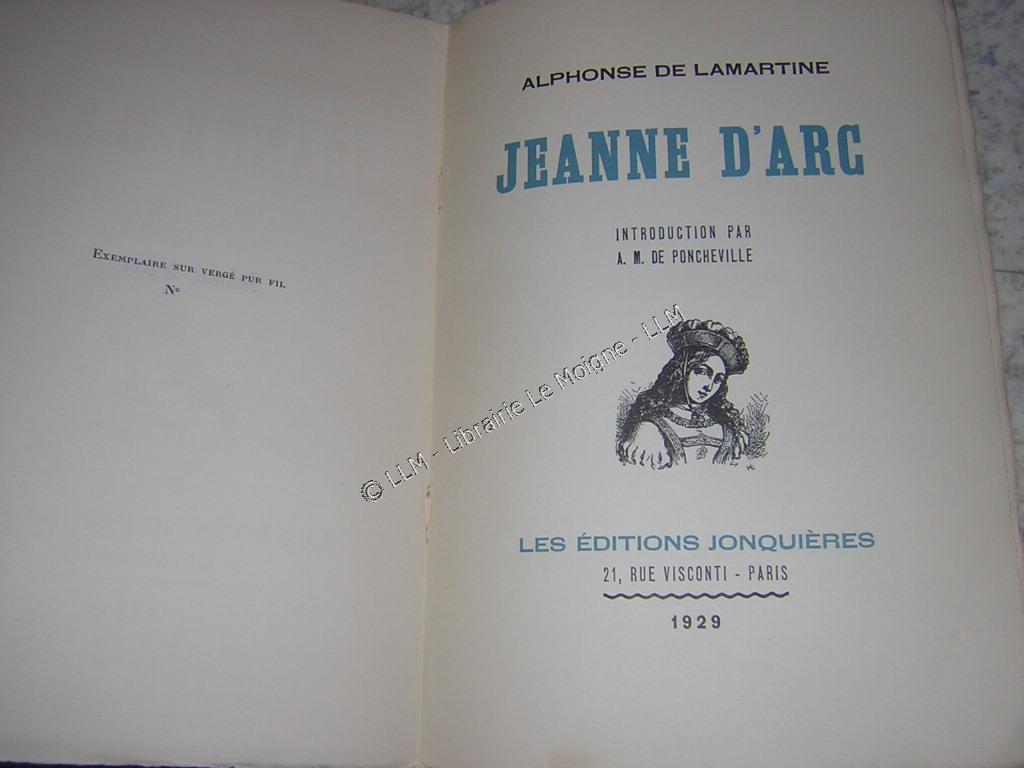 Exemplaire sur vergé pur fil
Nº
ALPHONSE DE LAMARTINE
JEANNE D'ARC
INTRODUCTION PAR
A. M. DE PONCHEVILLE
LES ÉDITIONS JONQUIÈRES
21, RUE VISCONTI - PARIS
1929
© LLM - Librairie Le Moigne - LLM